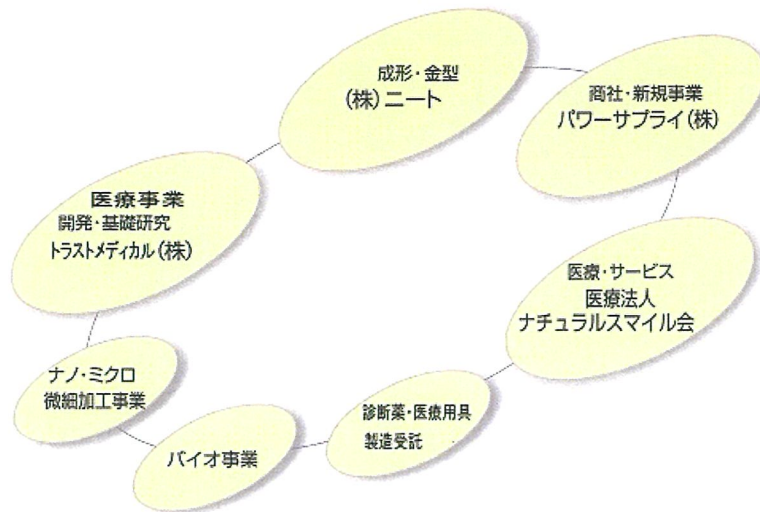 成形・金型
(株)ニート
商社・新規事業
パワーサプライ(株)
医療事業
開発・基礎研究
トラストメディカル(株)
医療・サービス
医療法人
ナチュラルスマイル会
ナノ・ミクロ
微細加工事業
診断薬・医療用具
製造受託
バイオ事業